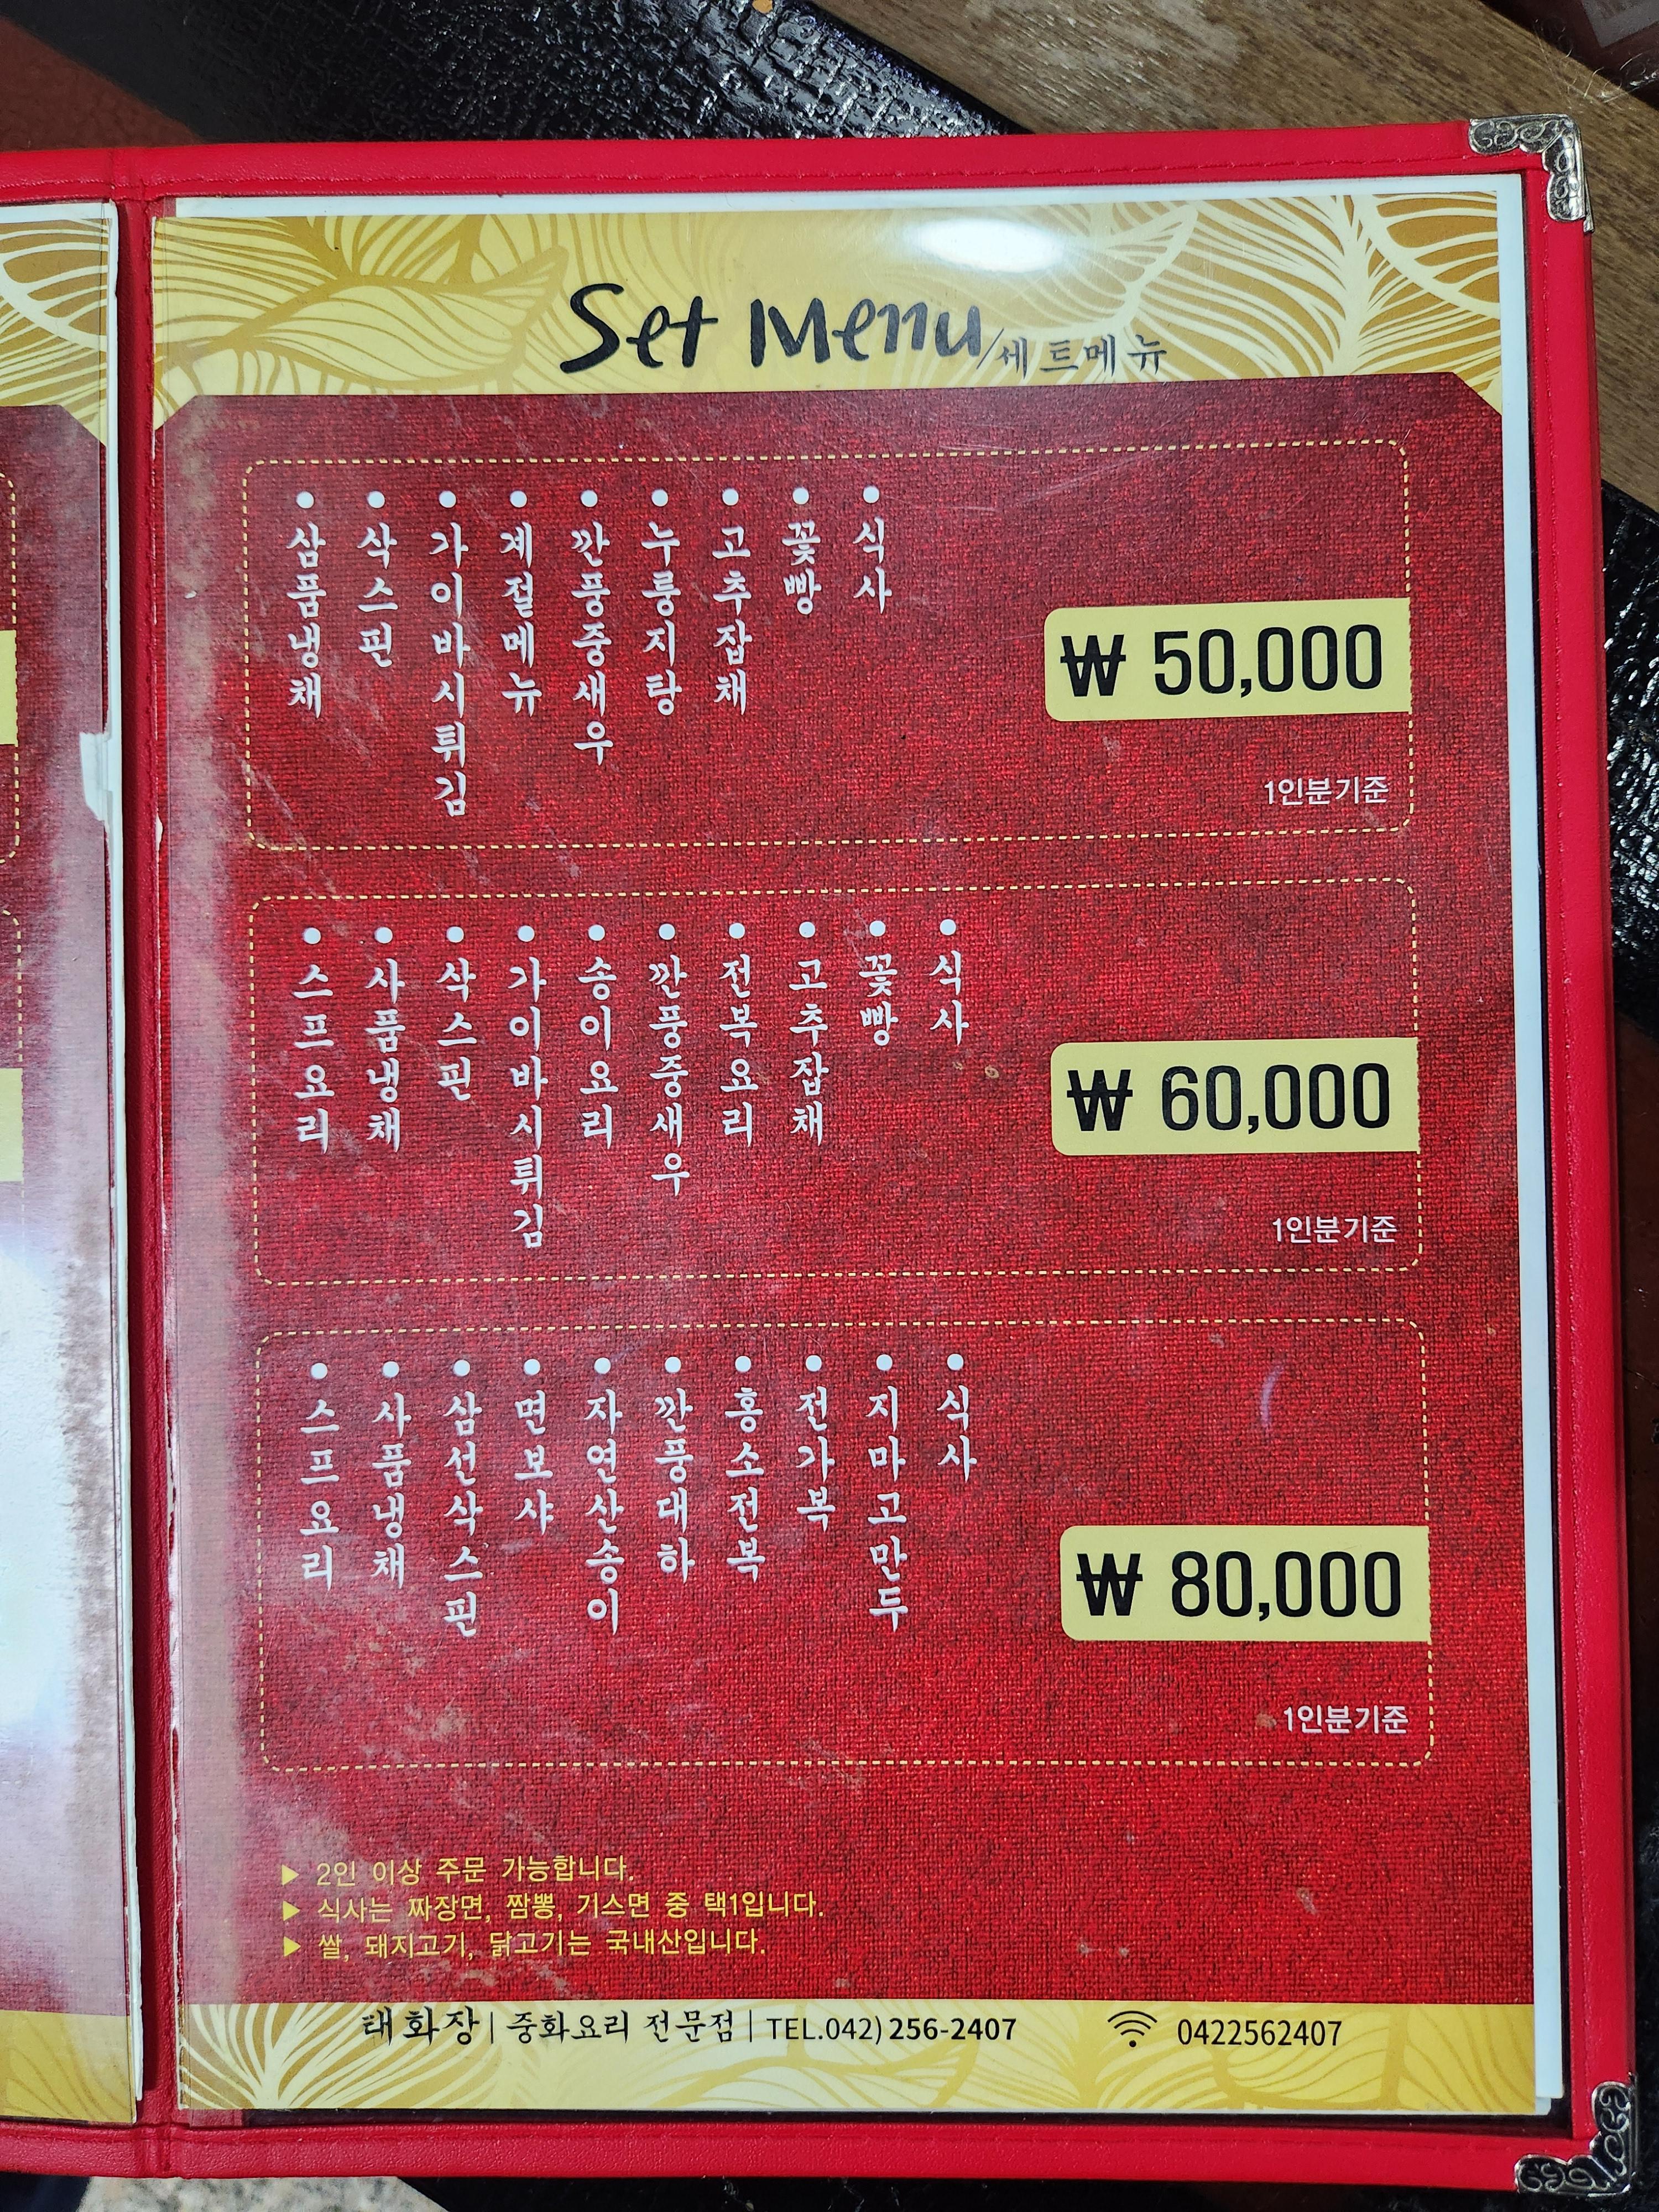 Set Menu/세트메뉴
• 삼품냉채
• 삭스핀
• 가이바시튀김
• 계절메뉴
• 깐풍중새우
• 누룽지탕
• 고추잡채
• 꽃빵
• 식사
₩ 50,000
1인분기준
• 스프요리
• 사품냉채
• 삭스핀
• 가이바시튀김
• 송이요리
• 깐풍중새우
• 전복요리
• 고추잡채
• 꽃빵
• 식사
₩ 60,000
1인분기준
• 스프요리
• 사품냉채
• 삼선삭스핀
• 면보샤
• 자연산송이
• 깐풍대하
• 홍소전복
• 전가복
• 지마고만두
• 식사
₩ 80,000
1인분기준
▶ 2인 이상 주문 가능합니다.
▶ 식사는 짜장면, 짬뽕, 기스면 중 택1입니다.
▶ 쌀, 돼지고기, 닭고기는 국내산입니다.
태화장 | 중화요리 전문점 | TEL.042) 256-2407
0422562407